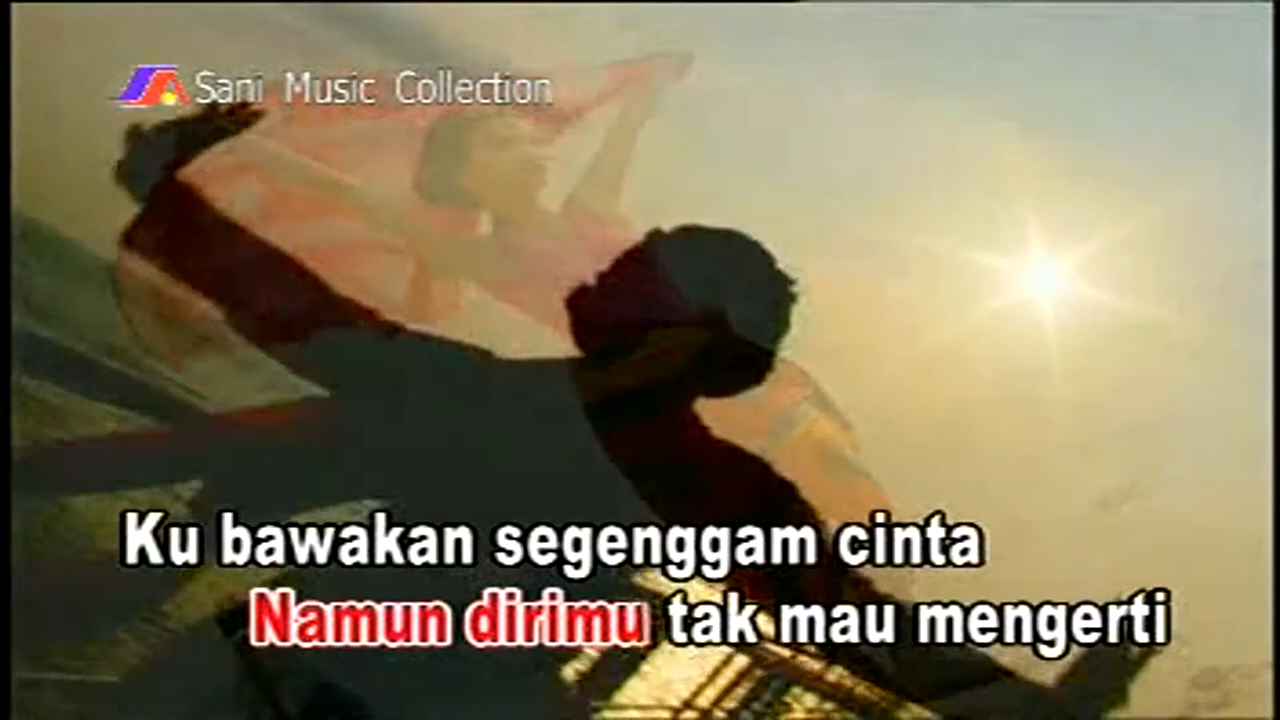 Sani Music Collection
Ku bawakan segenggam cinta
Namun dirimu tak mau mengerti